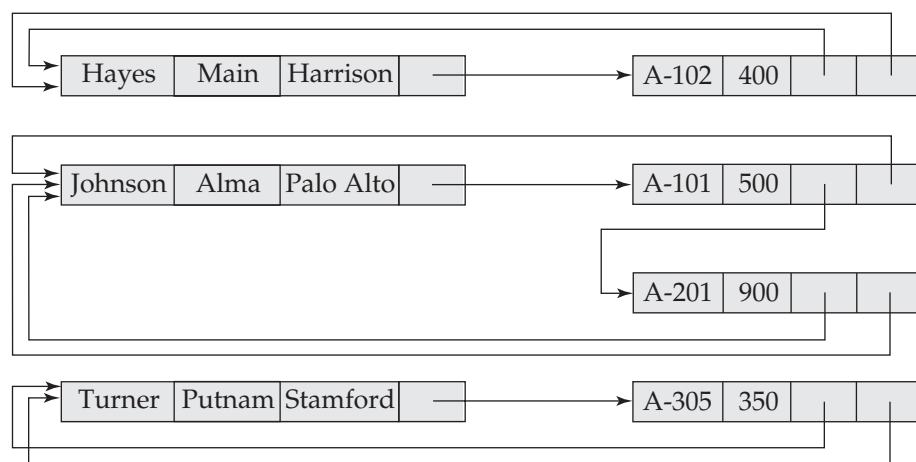 Hayes Main Harrison A-102 400
Johnson Alma Palo Alto A-101 500
A-201 900
Turner Putnam Stamford A-305 350